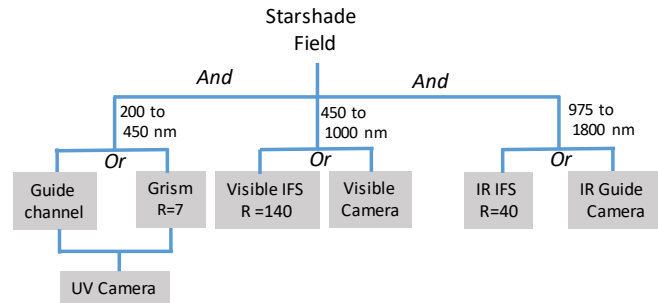 Starshade
Field
And
And
200 to
450 nm
450 to
1000 nm
975 to
1800 nm
Or
Or
Or
Guide
channel
Grism
R=7
Visible IFS
R =140
Visible
Camera
IR IFS
R=40
IR Guide
Camera
UV Camera